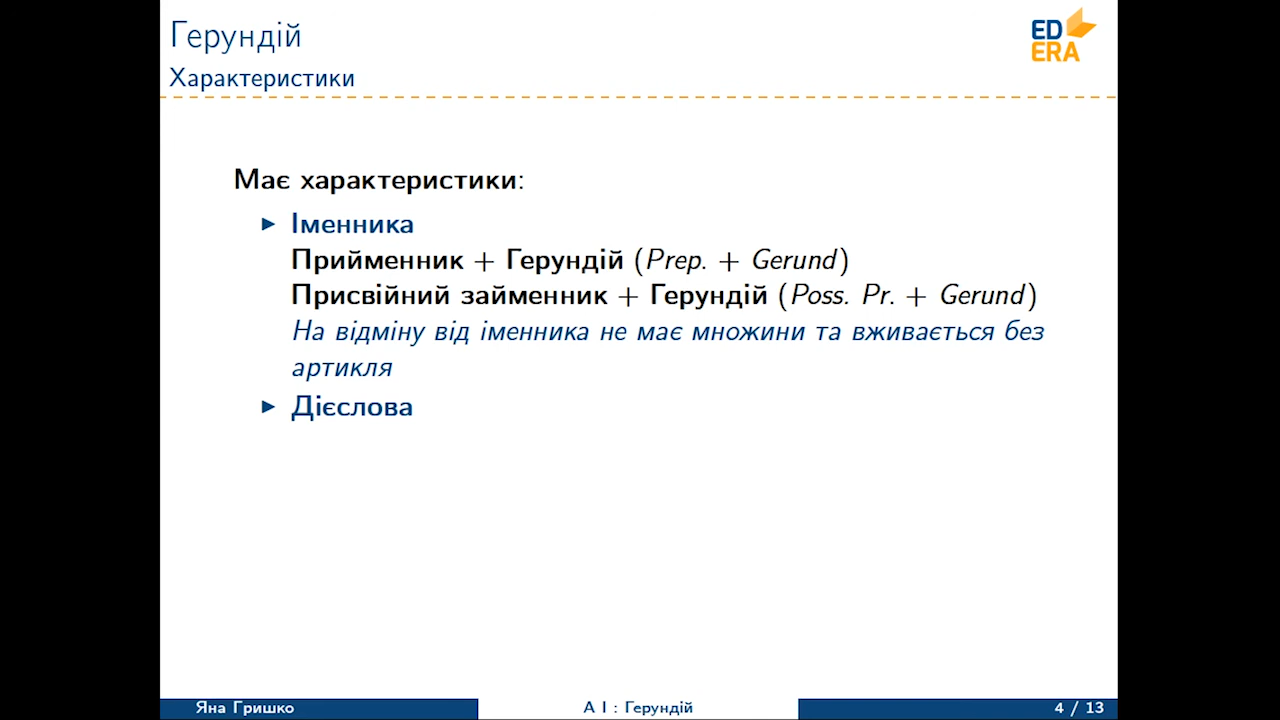 Герундій
Характеристики
ED
ERA
Має характеристики:
▶ Іменника
Прийменник + Герундій (Prep. + Gerund)
Присвійний займенник + Герундій (Poss. Pr. + Gerund)
На відміну від іменника не має множини та вживається без
артикля
▶ Дієслова
Яна Гришко
А І : Герундій
4 / 13